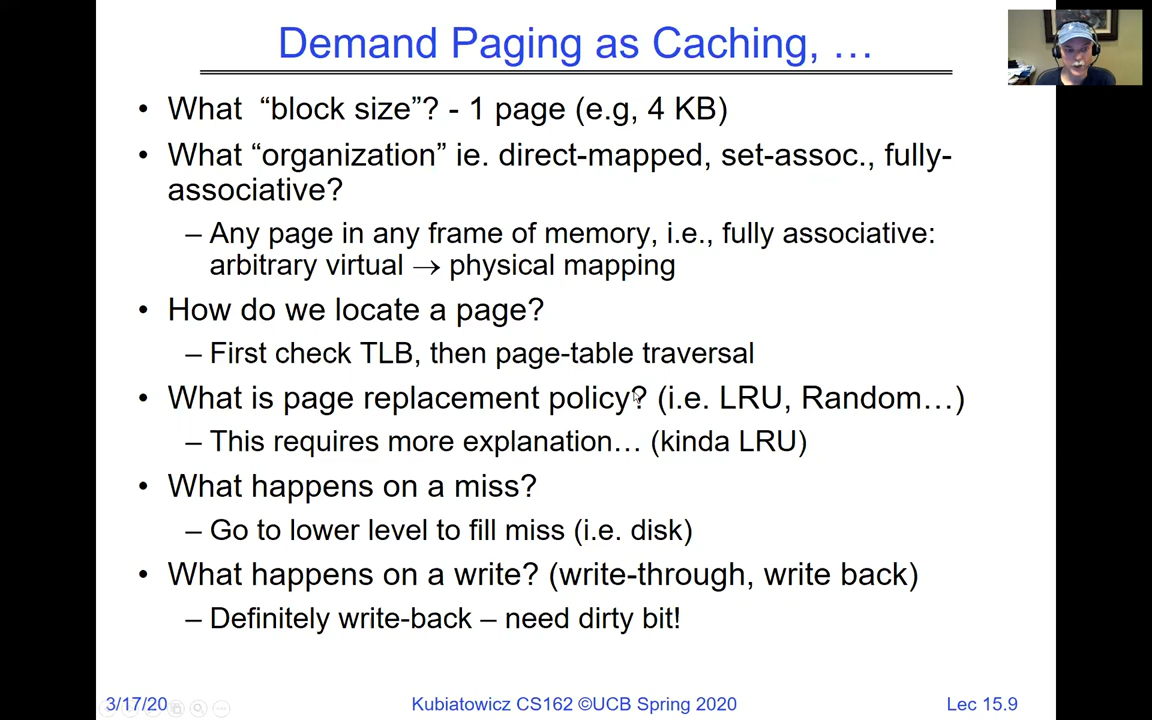 Demand Paging as Caching, …
• What “block size”? - 1 page (e.g, 4 KB)
• What “organization” ie. direct-mapped, set-assoc., fully-
associative?
– Any page in any frame of memory, i.e., fully associative:
arbitrary virtual → physical mapping
• How do we locate a page?
– First check TLB, then page-table traversal
• What is page replacement policy? (i.e. LRU, Random…)
– This requires more explanation… (kinda LRU)
• What happens on a miss?
– Go to lower level to fill miss (i.e. disk)
• What happens on a write? (write-through, write back)
– Definitely write-back – need dirty bit!
3/17/20
Kubiatowicz CS162 ©UCB Spring 2020
Lec 15.9